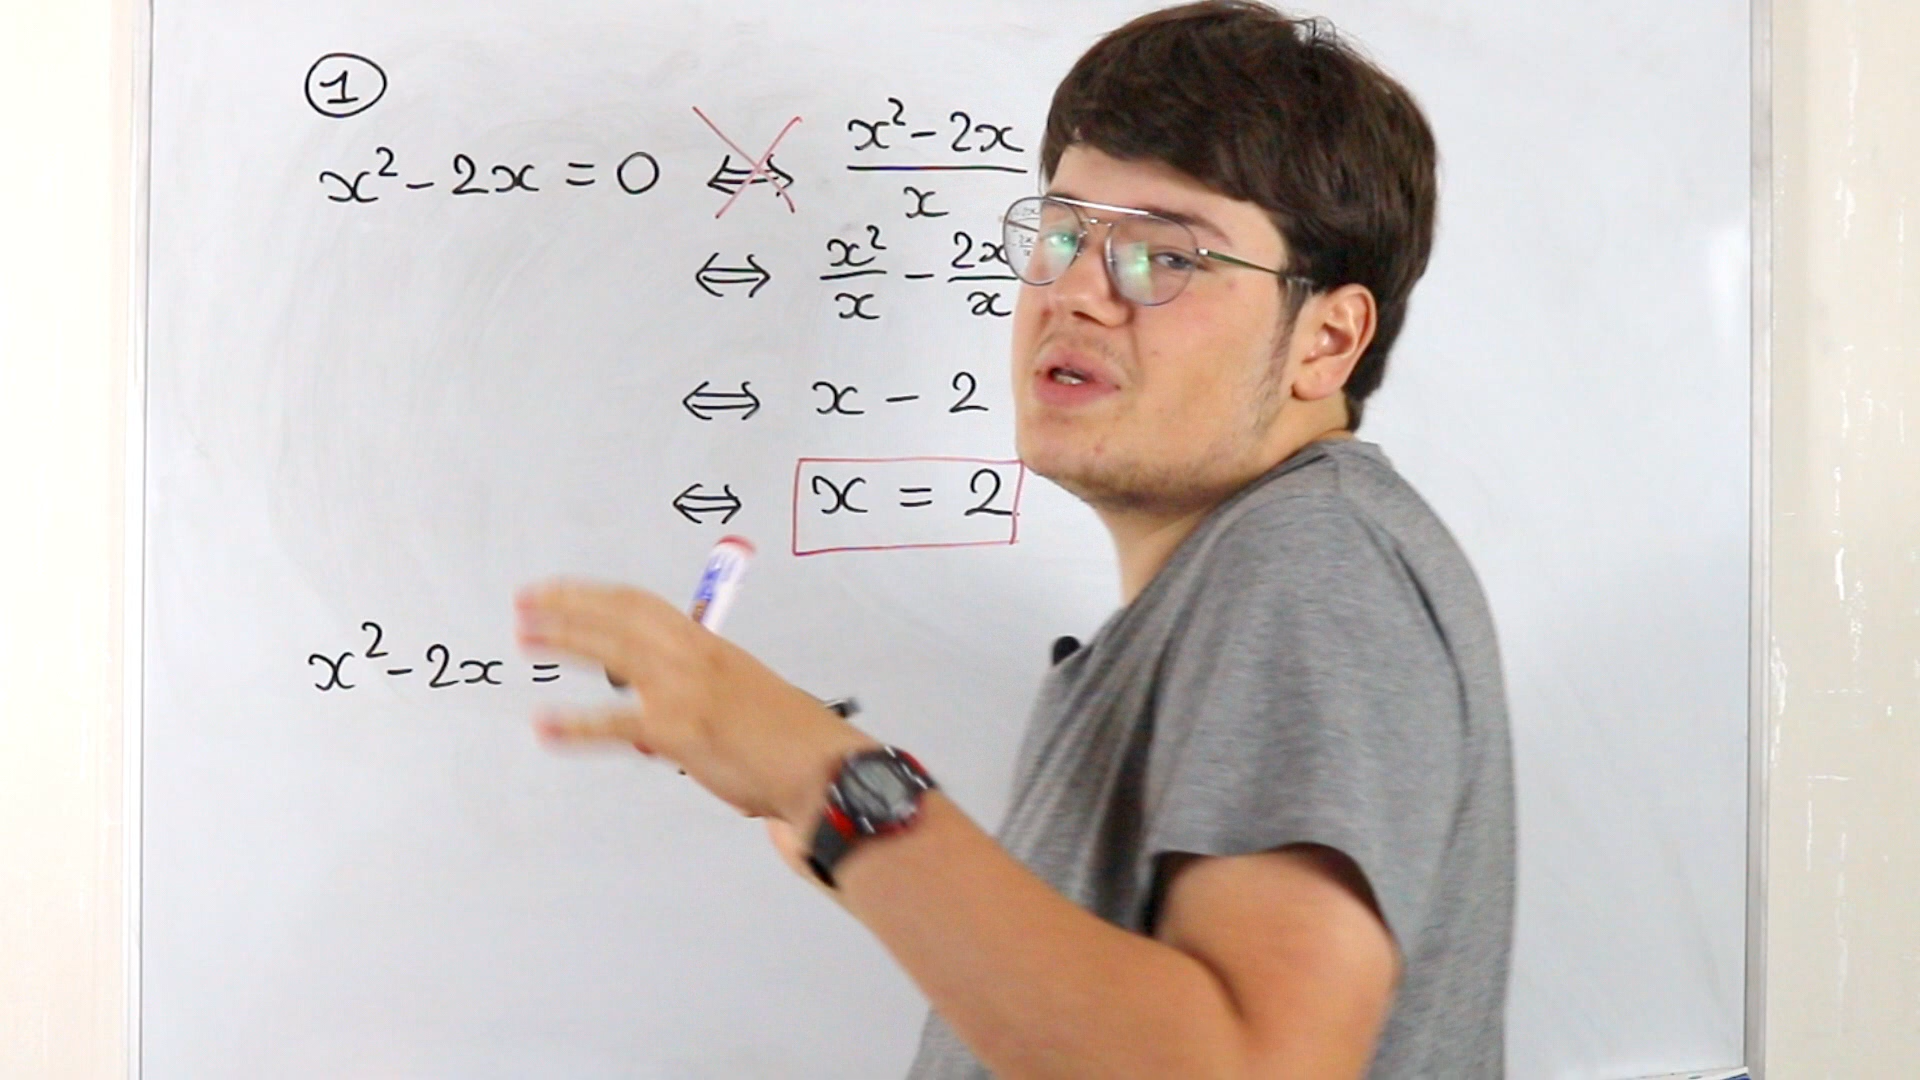 ①
x² - 2x = 0 ⟺ (x² - 2x)/x
⟺ x²/x - 2x/x
⟺ x - 2
⟺ x = 2
x² - 2x =